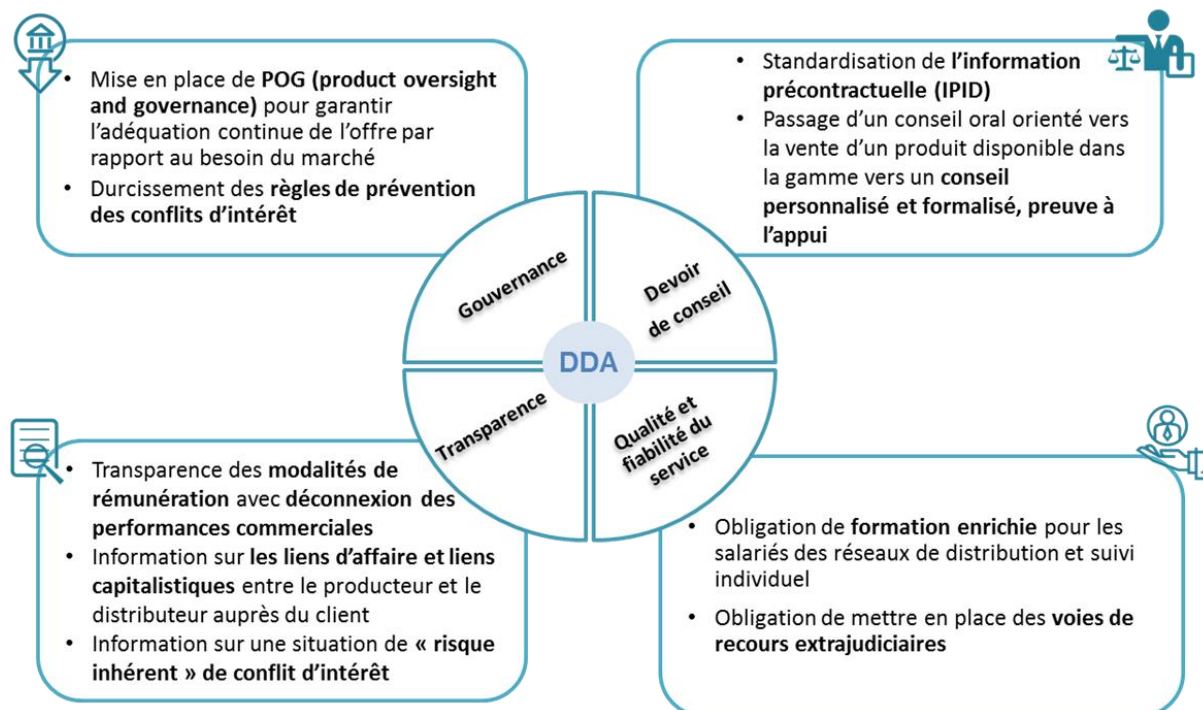 • Mise en place de POG (product oversight
and governance) pour garantir
l’adéquation continue de l’offre par
rapport au besoin du marché
• Durcissement des règles de prévention
des conflits d’intérêt
• Standardisation de l’information
précontractuelle (IPID)
• Passage d’un conseil oral orienté vers
la vente d’un produit disponible dans
la gamme vers un conseil
personnalisé et formalisé, preuve à
l’appui
Gouvernance
Devoir
de conseil
DDA
Transparence
Qualité et
fiabilité du
service
• Transparence des modalités de
rémunération avec déconnexion des
performances commerciales
• Information sur les liens d’affaire et liens
capitalistiques entre le producteur et le
distributeur auprès du client
• Information sur une situation de « risque
inhérent » de conflit d’intérêt
• Obligation de formation enrichie pour les
salariés des réseaux de distribution et suivi
individuel
• Obligation de mettre en place des voies de
recours extrajudiciaires